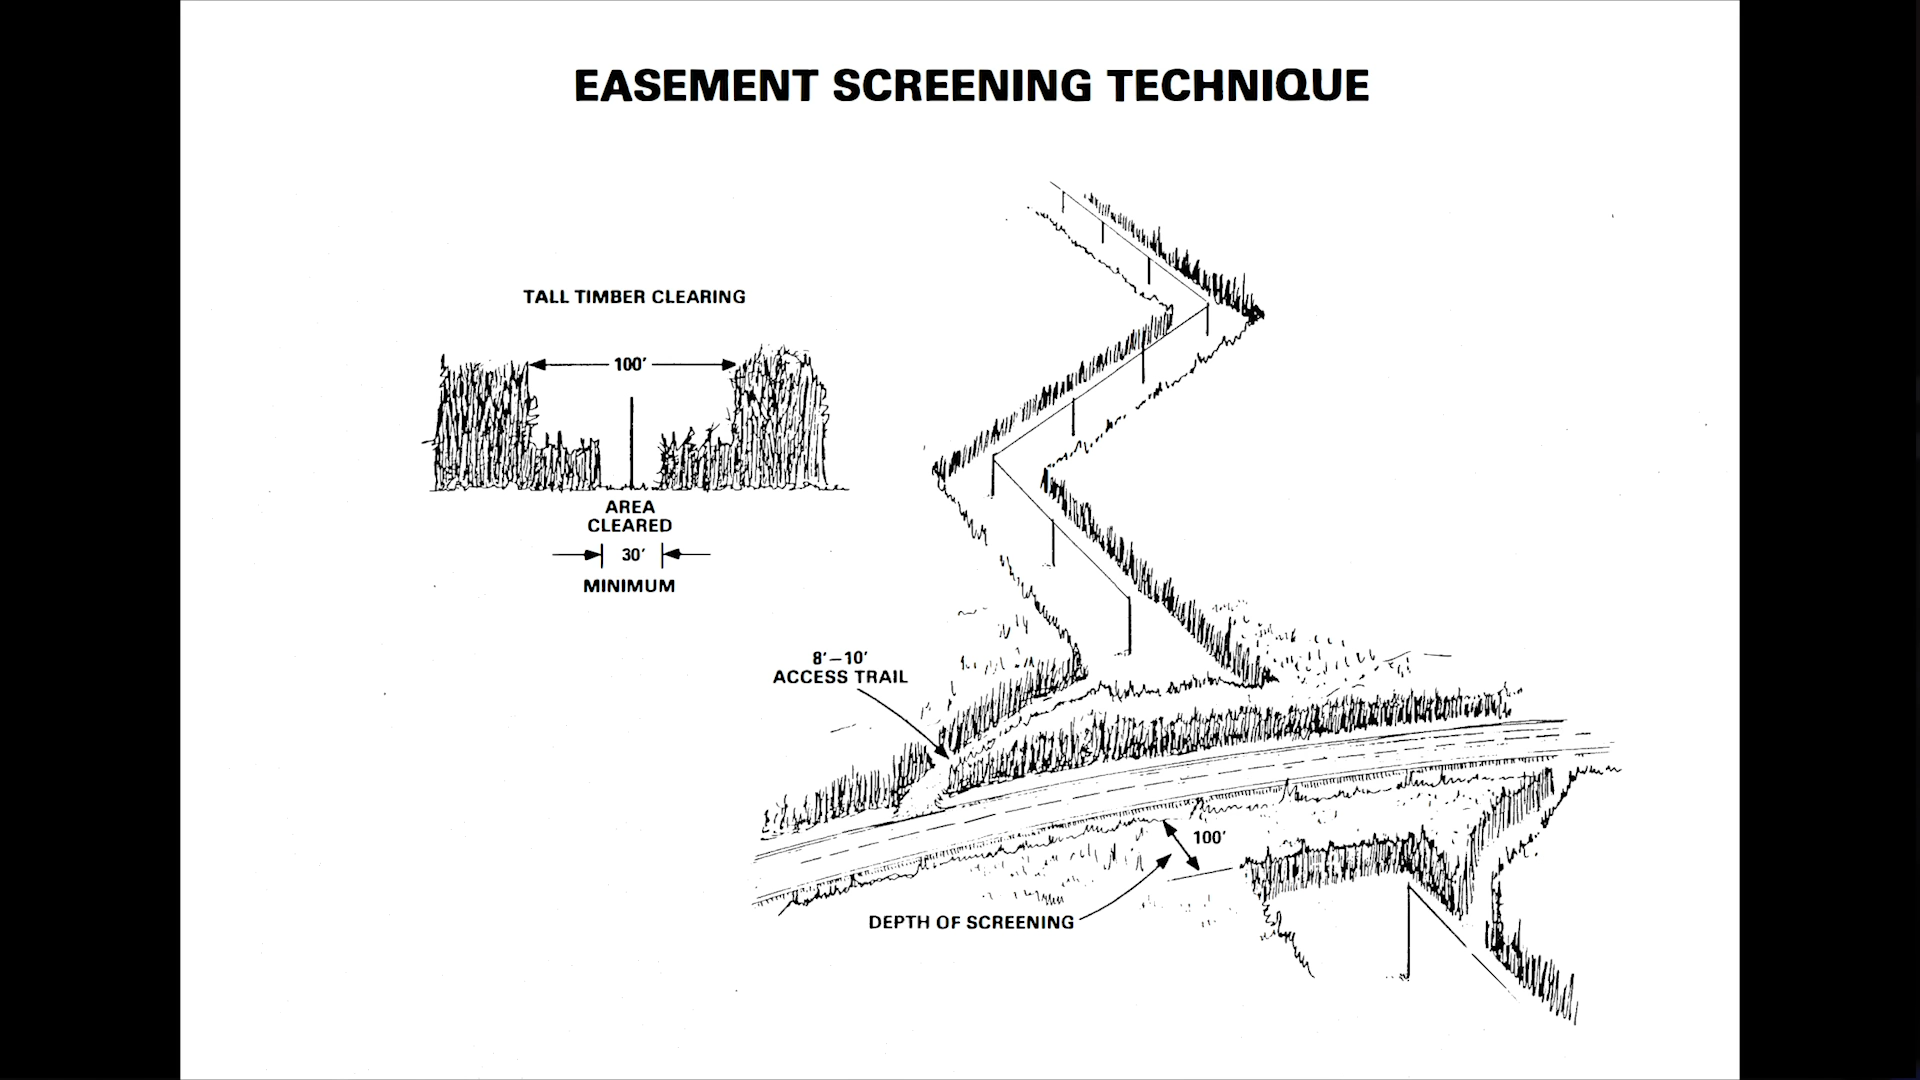 EASEMENT SCREENING TECHNIQUE
TALL TIMBER CLEARING
100'
AREA
CLEARED
30'
MINIMUM
8'–10'
ACCESS TRAIL
100'
DEPTH OF SCREENING